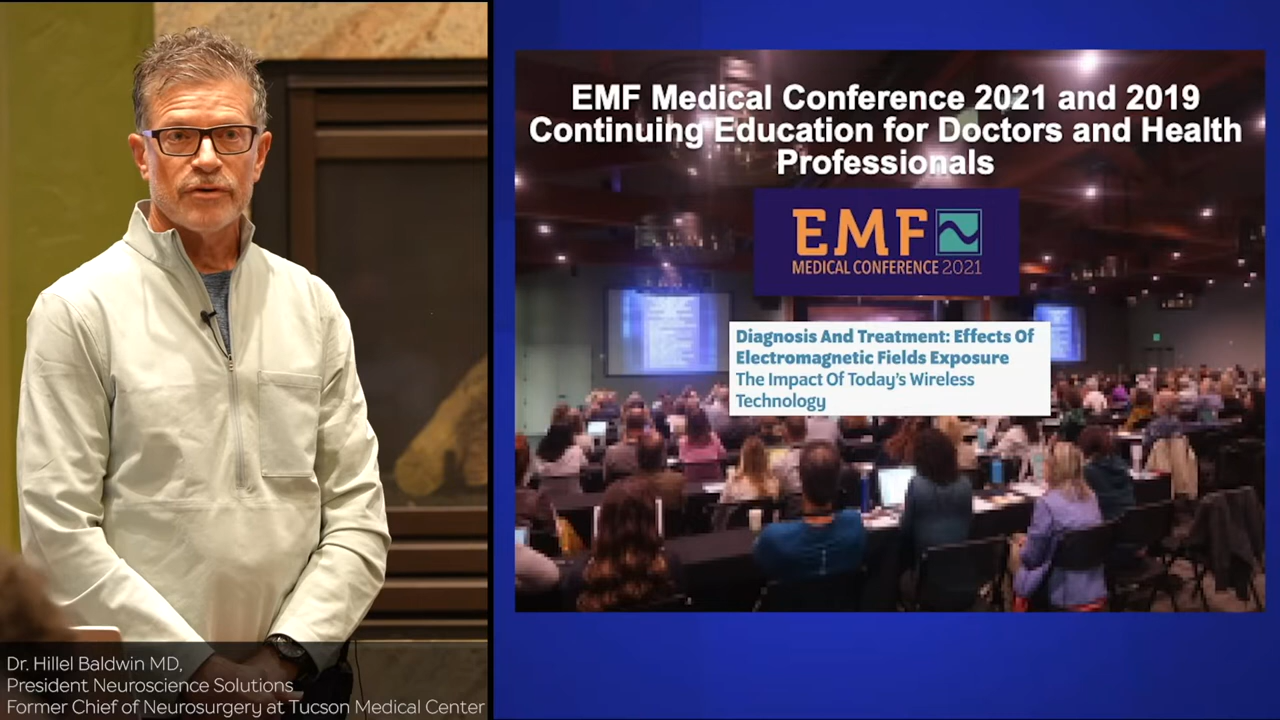 EMF Medical Conference 2021 and 2019
Continuing Education for Doctors and Health
Professionals
EMF
MEDICAL CONFERENCE 2021
Diagnosis And Treatment: Effects Of
Electromagnetic Fields Exposure
The Impact Of Today's Wireless
Technology
Dr. Hillel Baldwin MD,
President Neuroscience Solutions
Former Chief of Neurosurgery at Tucson Medical Center